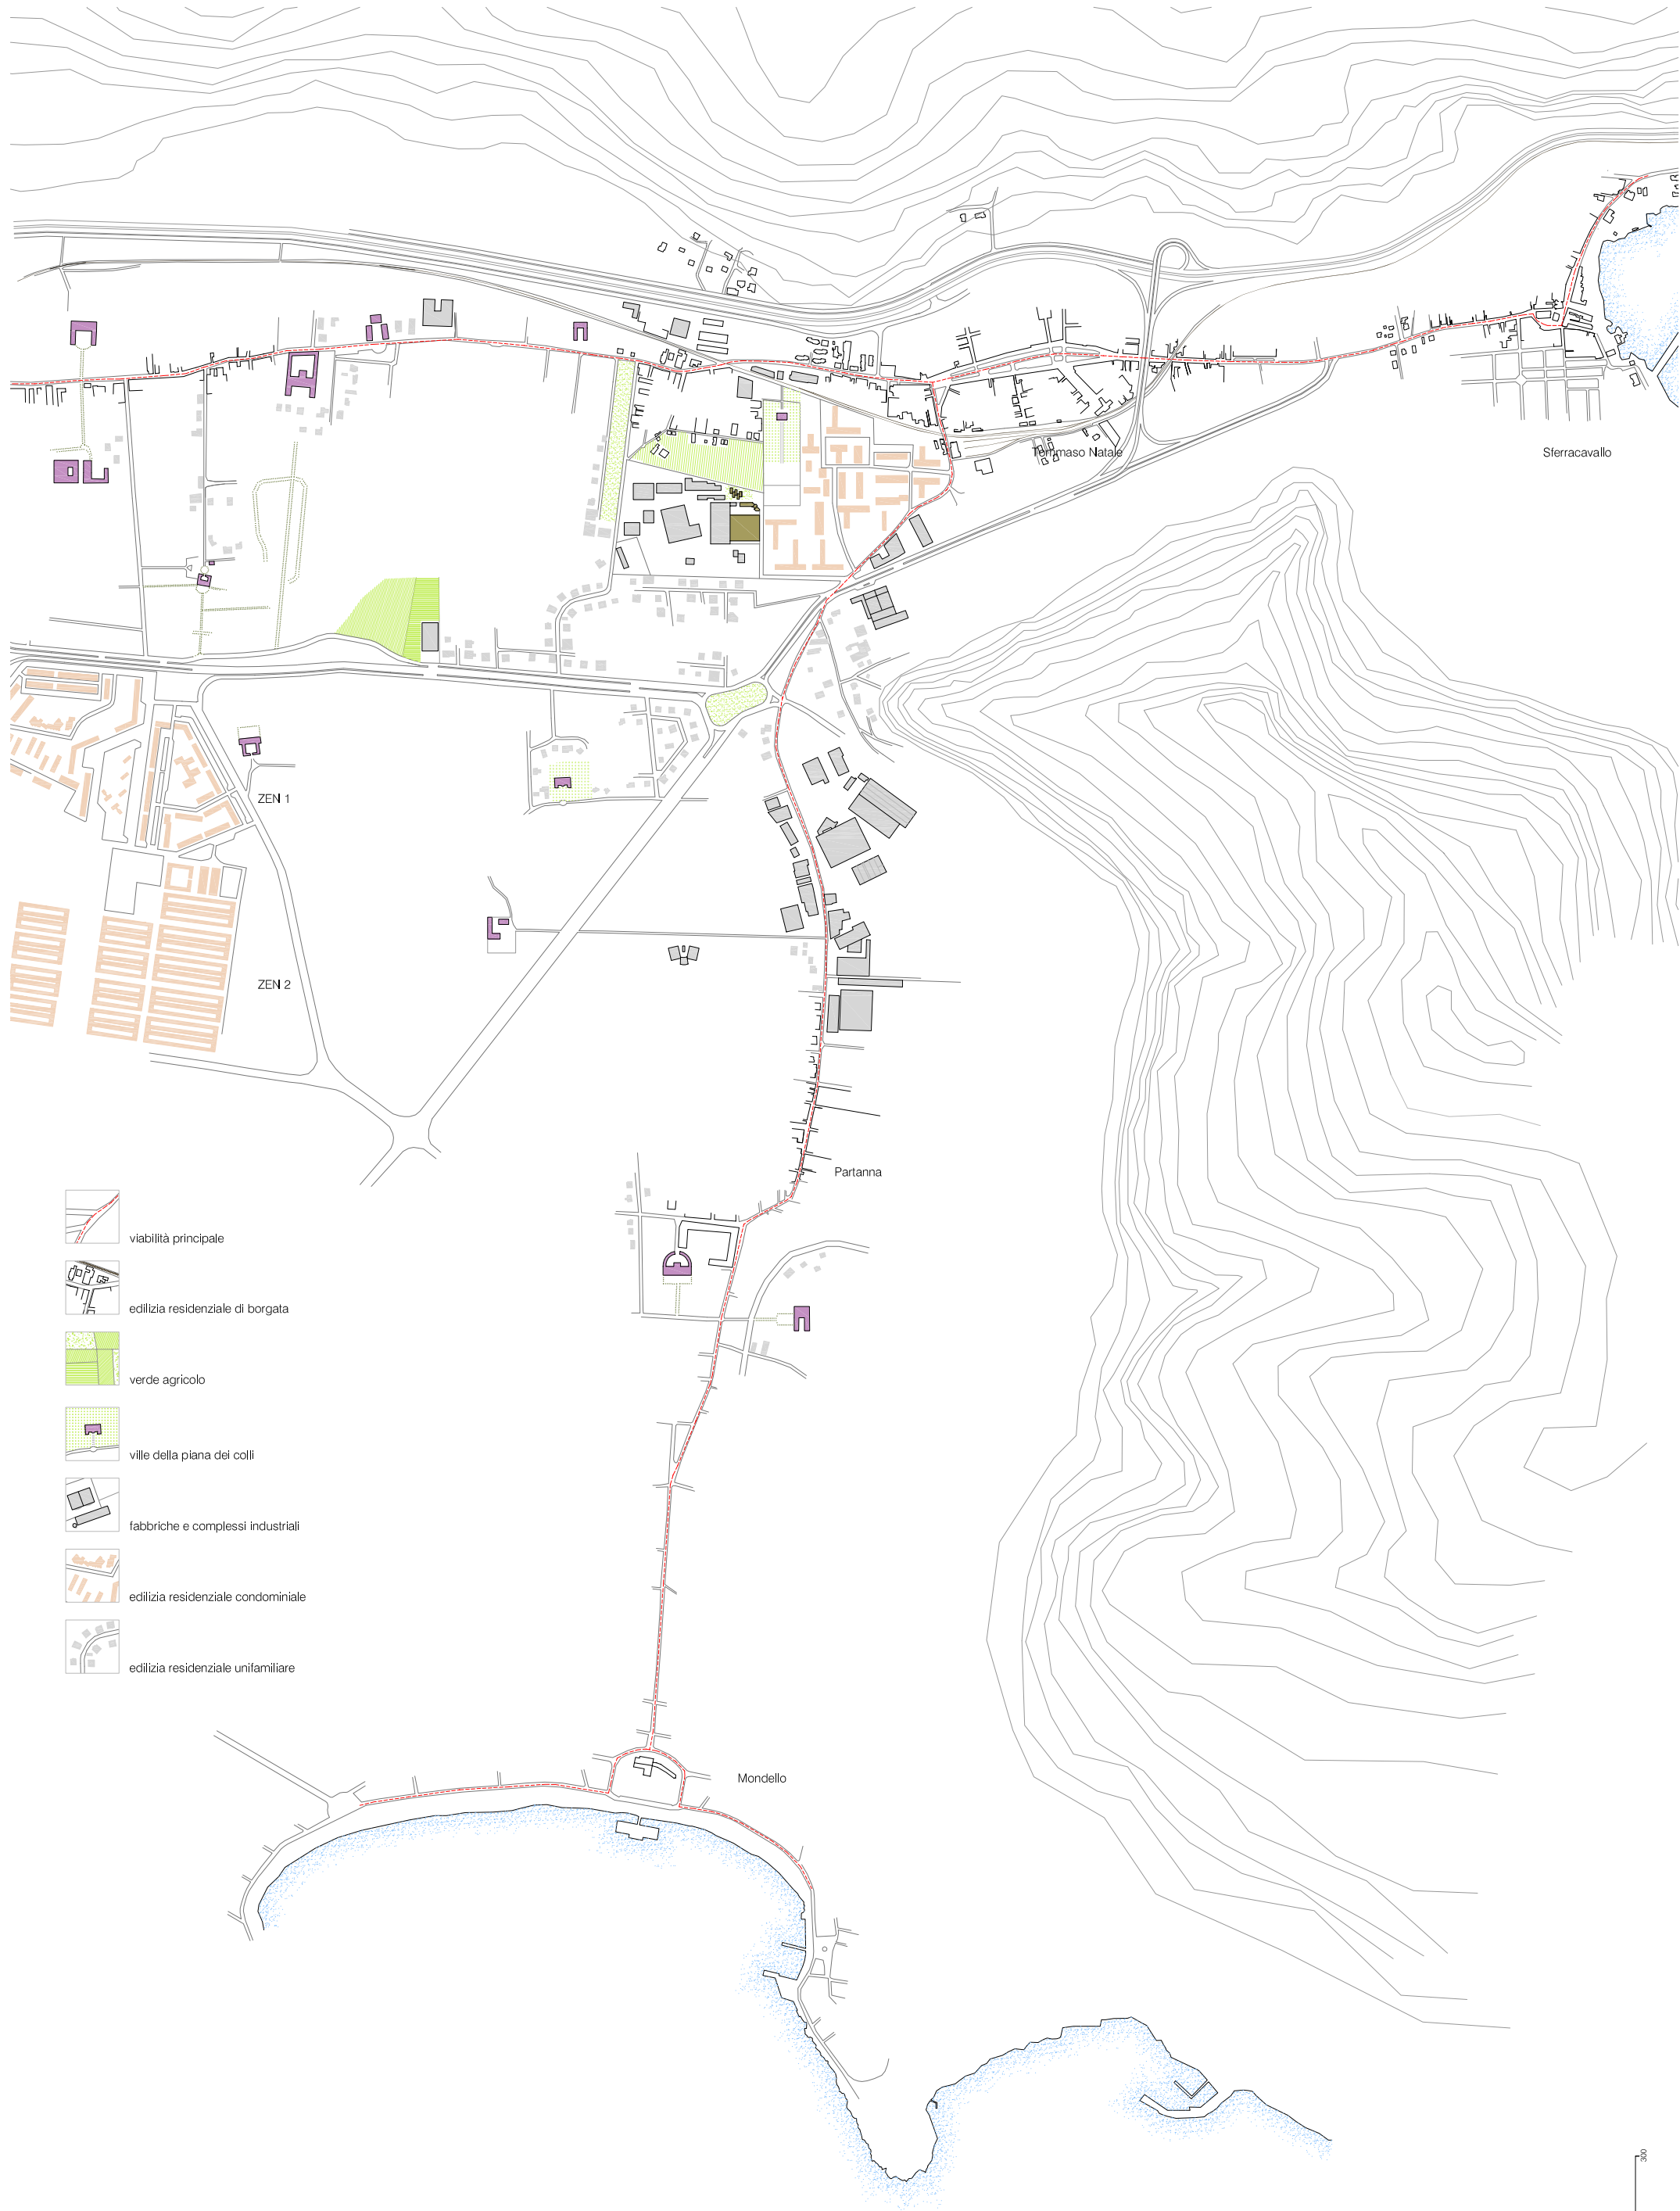 Tommaso Natale
Sferracavallo
ZEN 1
ZEN 2
Partanna
viabilità principale
edilizia residenziale di borgata
verde agricolo
ville della piana dei colli
fabbriche e complessi industriali
edilizia residenziale condominiale
edilizia residenziale unifamiliare
Mondello
300